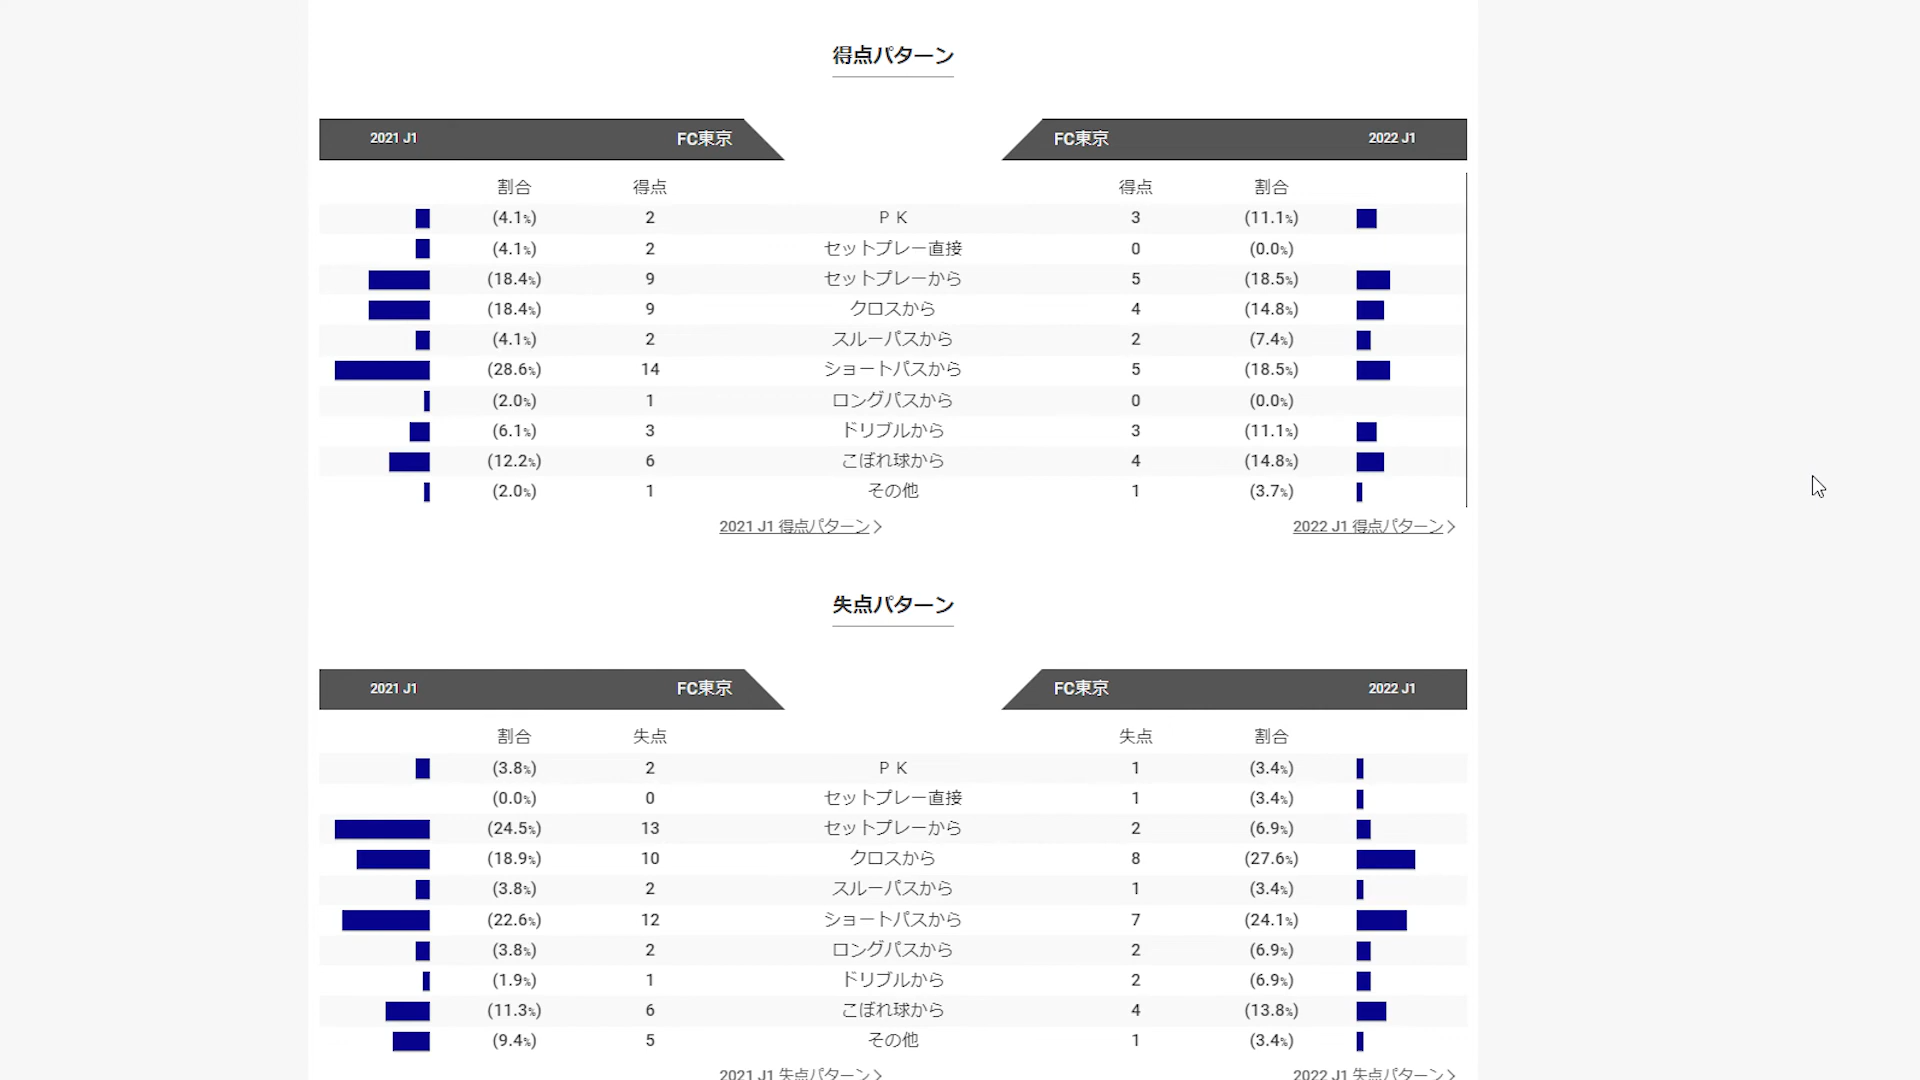 得点パターン
2021 J1 FC東京 FC東京 2022 J1
割合 得点 得点 割合
(4.1%) 2 ＰＫ 3 (11.1%)
(4.1%) 2 セットプレー直接 0 (0.0%)
(18.4%) 9 セットプレーから 5 (18.5%)
(18.4%) 9 クロスから 4 (14.8%)
(4.1%) 2 スルーパスから 2 (7.4%)
(28.6%) 14 ショートパスから 5 (18.5%)
(2.0%) 1 ロングパスから 0 (0.0%)
(6.1%) 3 ドリブルから 3 (11.1%)
(12.2%) 6 こぼれ球から 4 (14.8%)
(2.0%) 1 その他 1 (3.7%)
2021 J1 得点パターン 2022 J1 得点パターン
失点パターン
2021 J1 FC東京 FC東京 2022 J1
割合 失点 失点 割合
(3.8%) 2 ＰＫ 1 (3.4%)
(0.0%) 0 セットプレー直接 1 (3.4%)
(24.5%) 13 セットプレーから 2 (6.9%)
(18.9%) 10 クロスから 8 (27.6%)
(3.8%) 2 スルーパスから 1 (3.4%)
(22.6%) 12 ショートパスから 7 (24.1%)
(3.8%) 2 ロングパスから 2 (6.9%)
(1.9%) 1 ドリブルから 2 (6.9%)
(11.3%) 6 こぼれ球から 4 (13.8%)
(9.4%) 5 その他 1 (3.4%)
2021 J1 失点パターン 2022 J1 失点パターン